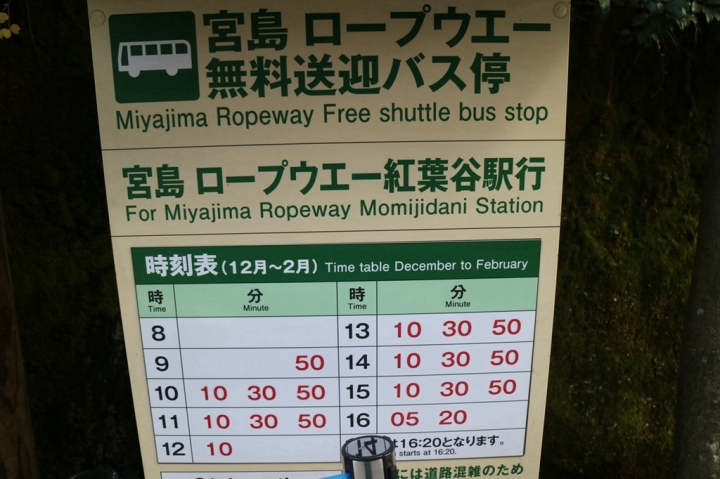 宮島 ロープウエー
無料送迎バス停
Miyajima Ropeway Free shuttle bus stop
宮島 ロープウエー紅葉谷駅行
For Miyajima Ropeway Momijidani Station
時刻表(12月〜2月) Time table December to February
時 分 時 分
Time Minute Time Minute
8 13 10 30 50
9 50 14 10 30 50
10 10 30 50 15 10 30 50
11 10 30 50 16 05 20
12 10 は16:20となります。
starts at 16:20.
には道路混雑のため